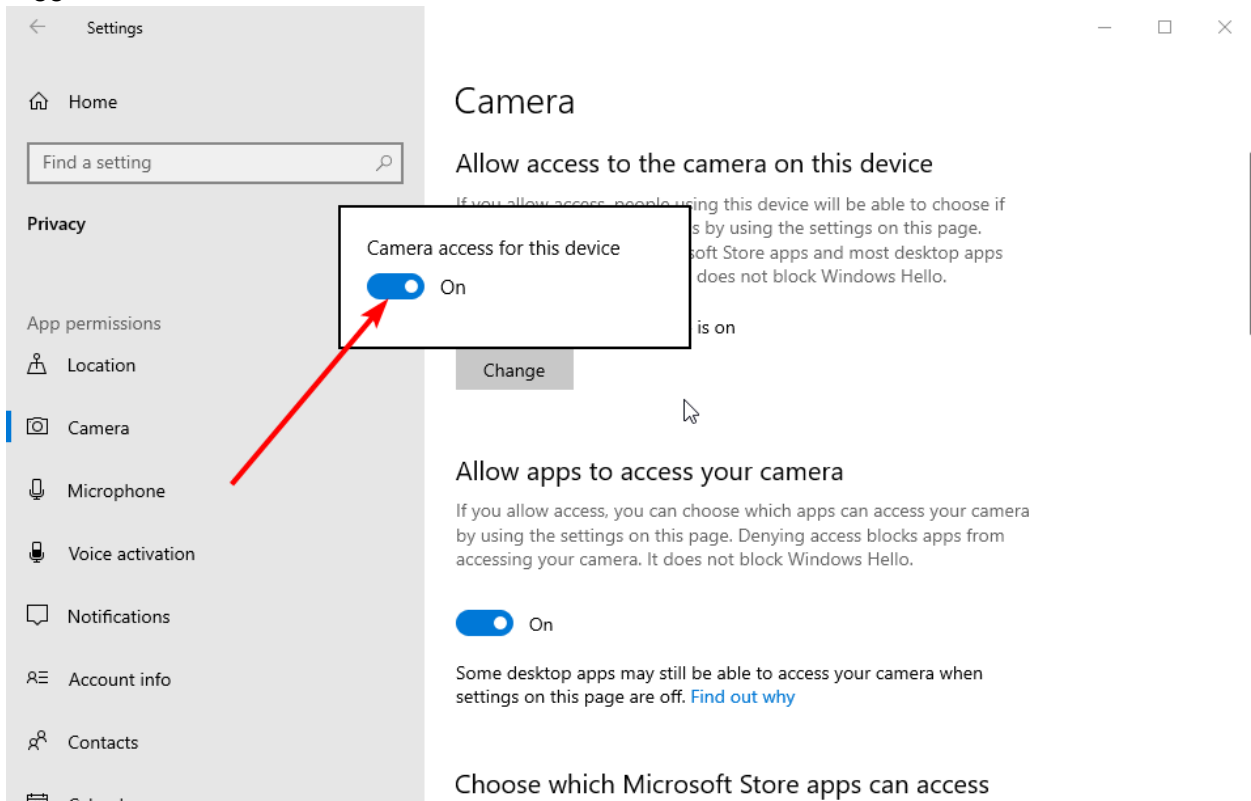 Settings
Home
Find a setting
Privacy
App permissions
Location
Camera
Microphone
Voice activation
Notifications
Account info
Contacts
Camera
Allow access to the camera on this device
If you allow access, people using this device will be able to choose if
s by using the settings on this page.
soft Store apps and most desktop apps
does not block Windows Hello.
Camera access for this device
On
is on
Change
Allow apps to access your camera
If you allow access, you can choose which apps can access your camera
by using the settings on this page. Denying access blocks apps from
accessing your camera. It does not block Windows Hello.
On
Some desktop apps may still be able to access your camera when
settings on this page are off. Find out why
Choose which Microsoft Store apps can access